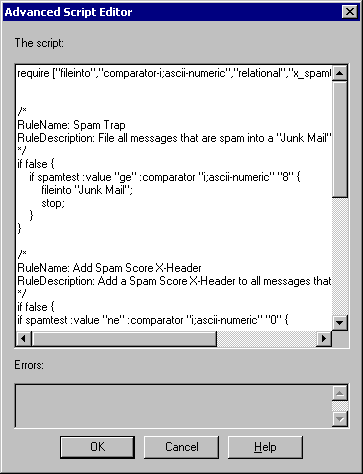 Advanced Script Editor
The script:
require ["fileinto","comparator-i;ascii-numeric","relational","x_spamt
/*
RuleName: Spam Trap
RuleDescription: File all messages that are spam into a "Junk Mail"
*/
if false {
if spamtest :value "ge" :comparator "i;ascii-numeric" "8" {
fileinto "Junk Mail";
stop;
}
}
/*
RuleName: Add Spam Score X-Header
RuleDescription: Add a Spam Score X-Header to all messages that
*/
if false {
if spamtest :value "ne" :comparator "i;ascii-numeric" "0" {
Errors:
OK
Cancel
Help